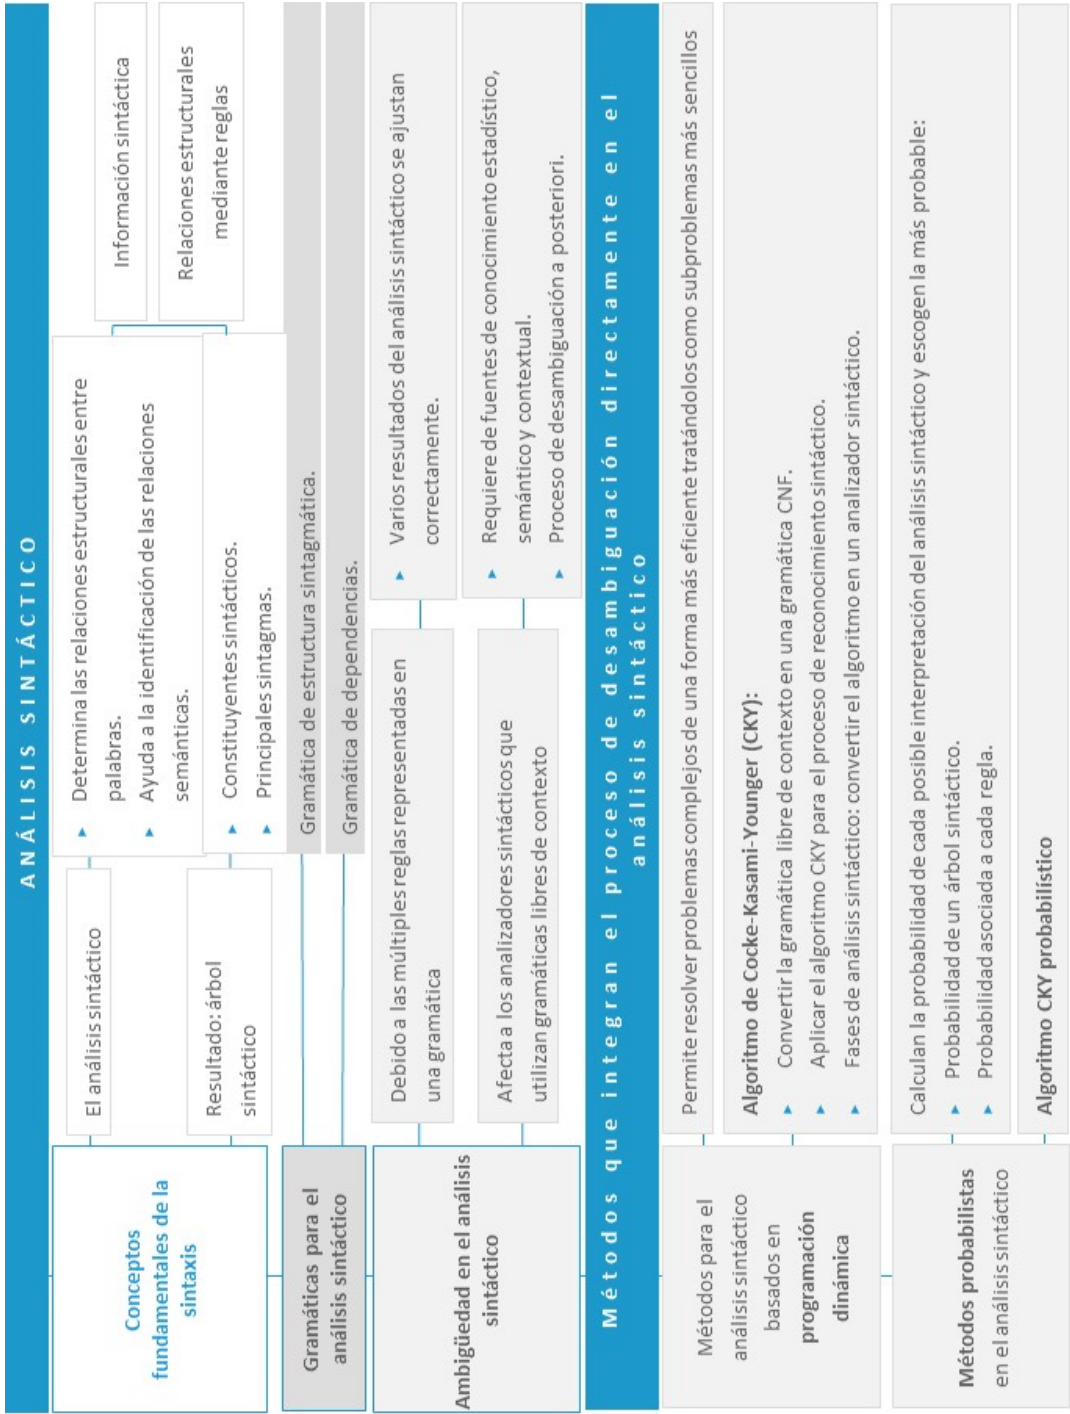 ANÁLISIS SINTÁCTICO
Conceptos
fundamentales de la
sintaxis
El análisis sintáctico
Determina las relaciones estructurales entre
palabras.
Ayuda a la identificación de las relaciones
semánticas.
Resultado: árbol
sintáctico
Constituyentes sintácticos.
Principales sintagmas.
Información sintáctica
Relaciones estructurales
mediante reglas
Gramáticas para el
análisis sintáctico
Gramática de estructura sintagmática.
Gramática de dependencias.
Ambigüedad en el análisis
sintáctico
Debido a las múltiples reglas representadas en
una gramática
Varios resultados del análisis sintáctico se ajustan
correctamente.
Afecta a los analizadores sintácticos que
utilizan gramáticas libres de contexto
Requiere de fuentes de conocimiento estadístico,
semántico y contextual.
Proceso de desambiguación a posteriori.
Métodos que integran el proceso de desambiguación directamente en el
análisis sintáctico
Métodos para el
análisis sintáctico
basados en
programación
dinámica
Permite resolver problemas complejos de una forma más eficiente tratándolos como subproblemas más sencillos
Algoritmo de Cocke-Kasami-Younger (CKY):
Convertir la gramática libre de contexto en una gramática CNF.
Aplicar el algoritmo CKY para el proceso de reconocimiento sintáctico.
Fases de análisis sintáctico: convertir el algoritmo en un analizador sintáctico.
Métodos probabilistas
en el análisis sintáctico
Calculan la probabilidad de cada posible interpretación del análisis sintáctico y escogen la más probable:
Probabilidad de un árbol sintáctico.
Probabilidad asociada a cada regla.
Algoritmo CKY probabilístico